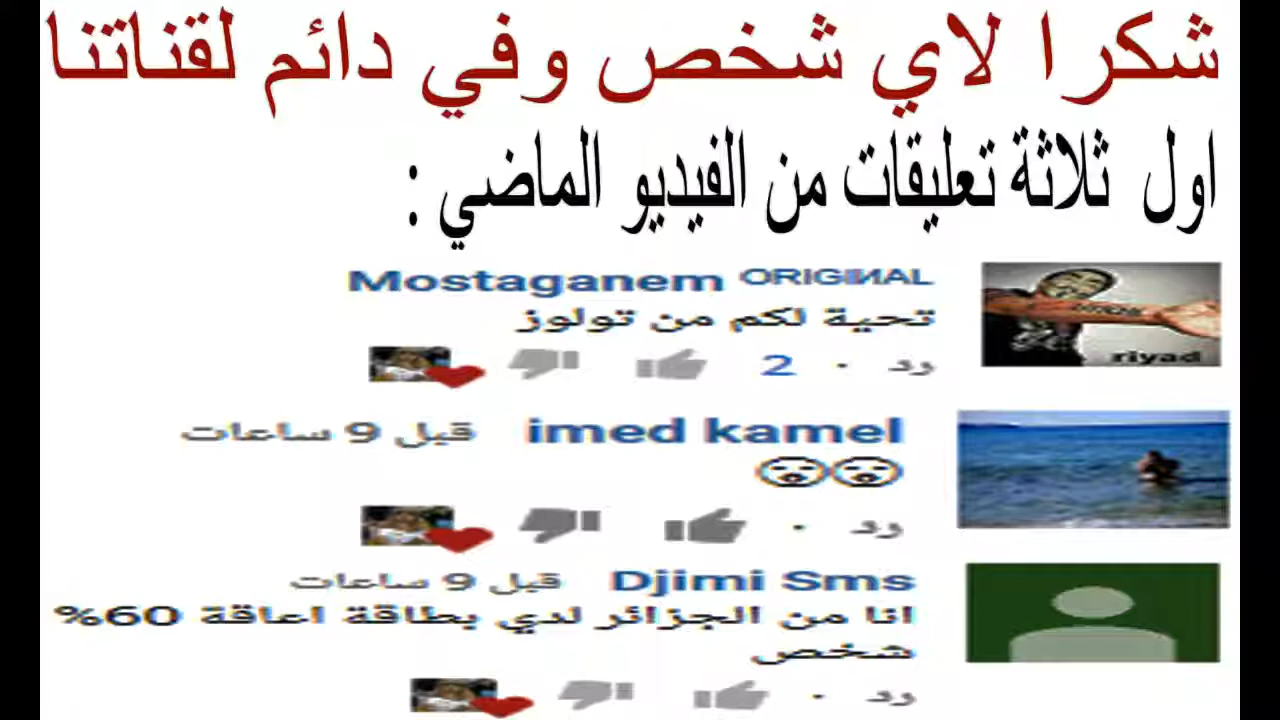 شكرا لاي شخص وفي دائم لقناتنا
اول ثلاثة تعليقات من الفيديو الماضي :
Mostaganem ORIGIИAL
تحية لكم من تولوز
رد · 2
riyad
imed kamel قبل 9 ساعات
😮😮
رد ·
Djimi Sms قبل 9 ساعات
انا من الجزائر لدي بطاقة اعاقة 60%
شخص
رد ·